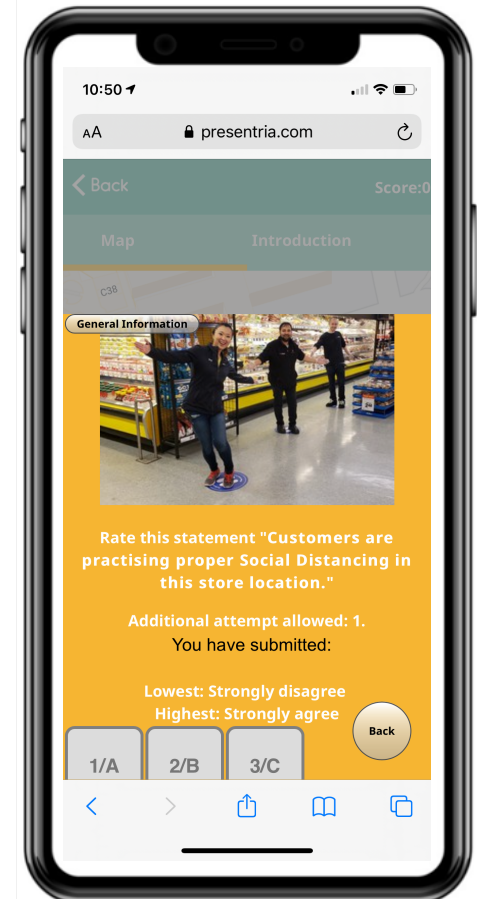 10:50
AA presentria.com
Back Score:0
Map Introduction
C38
General Information
Rate this statement "Customers are
practising proper Social Distancing in
this store location."
Additional attempt allowed: 1.
You have submitted:
Lowest: Strongly disagree
Highest: Strongly agree
Back
1/A 2/B 3/C